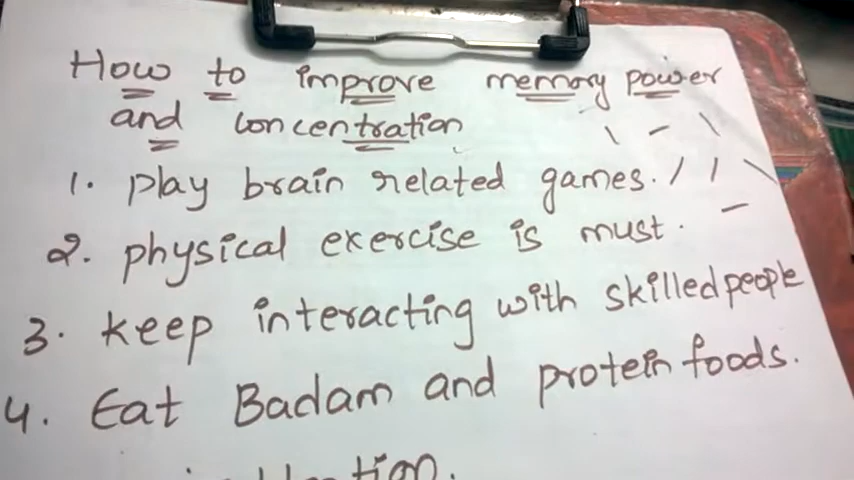 How to improve memory power
and concentration
1. play brain related games.
2. physical exercise is must.
3. keep interacting with skilled people
4. Eat Badam and protein foods.